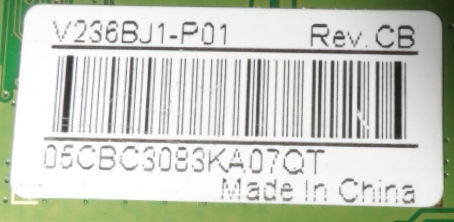 V236BJ1-P01 Rev. CB
05CBC3083KA07QT
Made In China